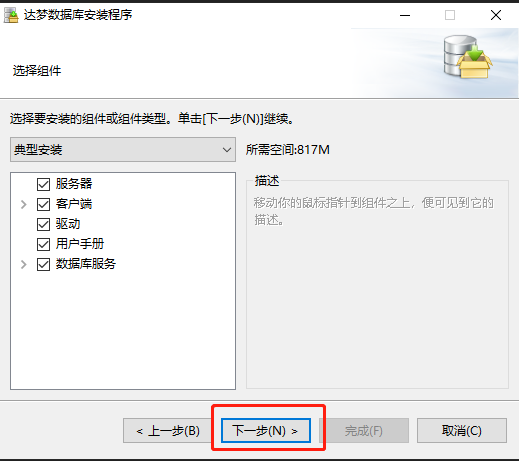 达梦数据库安装程序
选择组件
选择要安装的组件或组件类型。单击[下一步(N)]继续。
典型安装
所需空间:817M
服务器
客户端
驱动
用户手册
数据库服务
描述
移动你的鼠标指针到组件之上，便可见到它的
描述。
< 上一步(B)
下一步(N) >
完成(F)
取消(C)